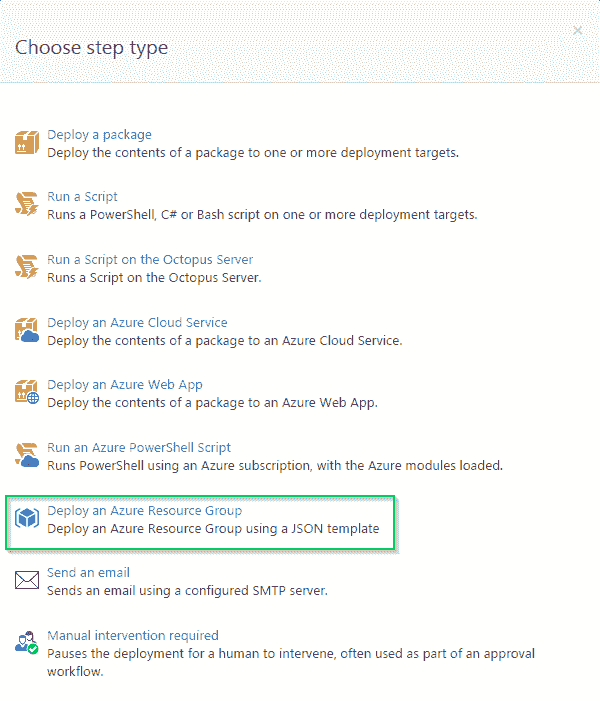 Choose step type
Deploy a package
Deploy the contents of a package to one or more deployment targets.
Run a Script
Runs a PowerShell, C# or Bash script on one or more deployment targets.
Run a Script on the Octopus Server
Runs a Script on the Octopus Server.
Deploy an Azure Cloud Service
Deploy the contents of a package to an Azure Cloud Service.
Deploy an Azure Web App
Deploy the contents of a package to an Azure Web App.
Run an Azure PowerShell Script
Runs PowerShell using an Azure subscription, with the Azure modules loaded.
Deploy an Azure Resource Group
Deploy an Azure Resource Group using a JSON template
Send an email
Sends an email using a configured SMTP server.
Manual intervention required
Pauses the deployment for a human to intervene, often used as part of an approval
workflow.